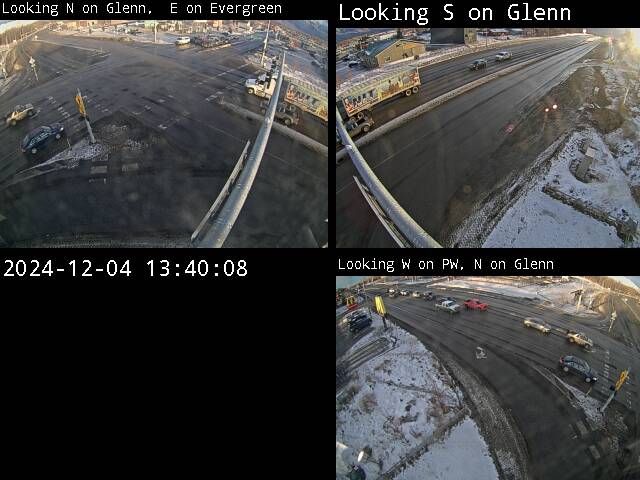 Looking N on Glenn,  E on Evergreen
Looking S on Glenn
2024-12-04 13:40:08
Looking W on PW, N on Glenn